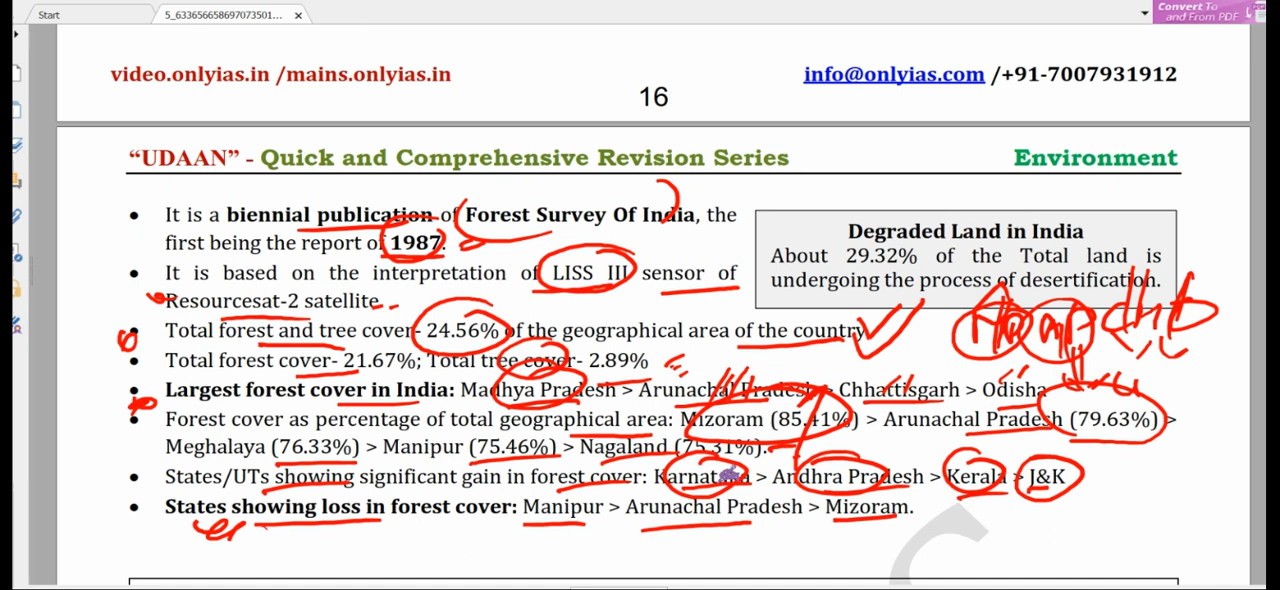 Start
5_633656658697073501...
Convert To
and From PDF
video.onlyias.in /mains.onlyias.in
info@onlyias.com /+91-7007931912
16
“UDAAN” - Quick and Comprehensive Revision Series
Environment
• It is a biennial publication of Forest Survey Of India, the
first being the report of 1987.
• It is based on the interpretation of LISS III sensor of
Resourcesat-2 satellite.
• Total forest and tree cover- 24.56% of the geographical area of the country
• Total forest cover- 21.67%; Total tree cover- 2.89%
• Largest forest cover in India: Madhya Pradesh > Arunachal Pradesh > Chhattisgarh > Odisha
• Forest cover as percentage of total geographical area: Mizoram (85.41%) > Arunachal Pradesh (79.63%) >
Meghalaya (76.33%) > Manipur (75.46%) > Nagaland (75.31%).
• States/UTs showing significant gain in forest cover: Karnataka > Andhra Pradesh > Kerala > J&K
• States showing loss in forest cover: Manipur > Arunachal Pradesh > Mizoram.
Degraded Land in India
About 29.32% of the Total land is
undergoing the process of desertification.